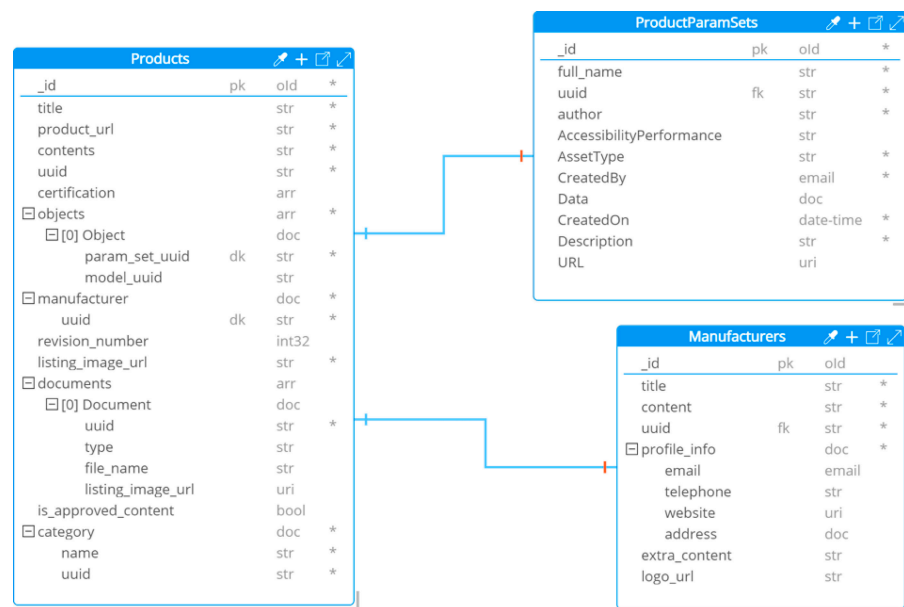 Products
_id pk old *
title str *
product_url str *
contents str *
uuid str *
certification arr
objects arr *
[0] Object doc
param_set_uuid dk str *
model_uuid str
manufacturer doc *
uuid dk str *
revision_number int32
listing_image_url str *
documents arr
[0] Document doc
uuid str *
type str
file_name str
listing_image_url uri
is_approved_content bool
category doc *
name str *
uuid str *
ProductParamSets
_id pk old *
full_name str *
uuid fk str *
author str *
AccessibilityPerformance str
AssetType str *
CreatedBy email *
Data doc
CreatedOn date-time *
Description str *
URL uri
Manufacturers
_id pk old
title str *
content str *
uuid fk str *
profile_info doc *
email email
telephone str
website uri
address doc
extra_content str
logo_url str